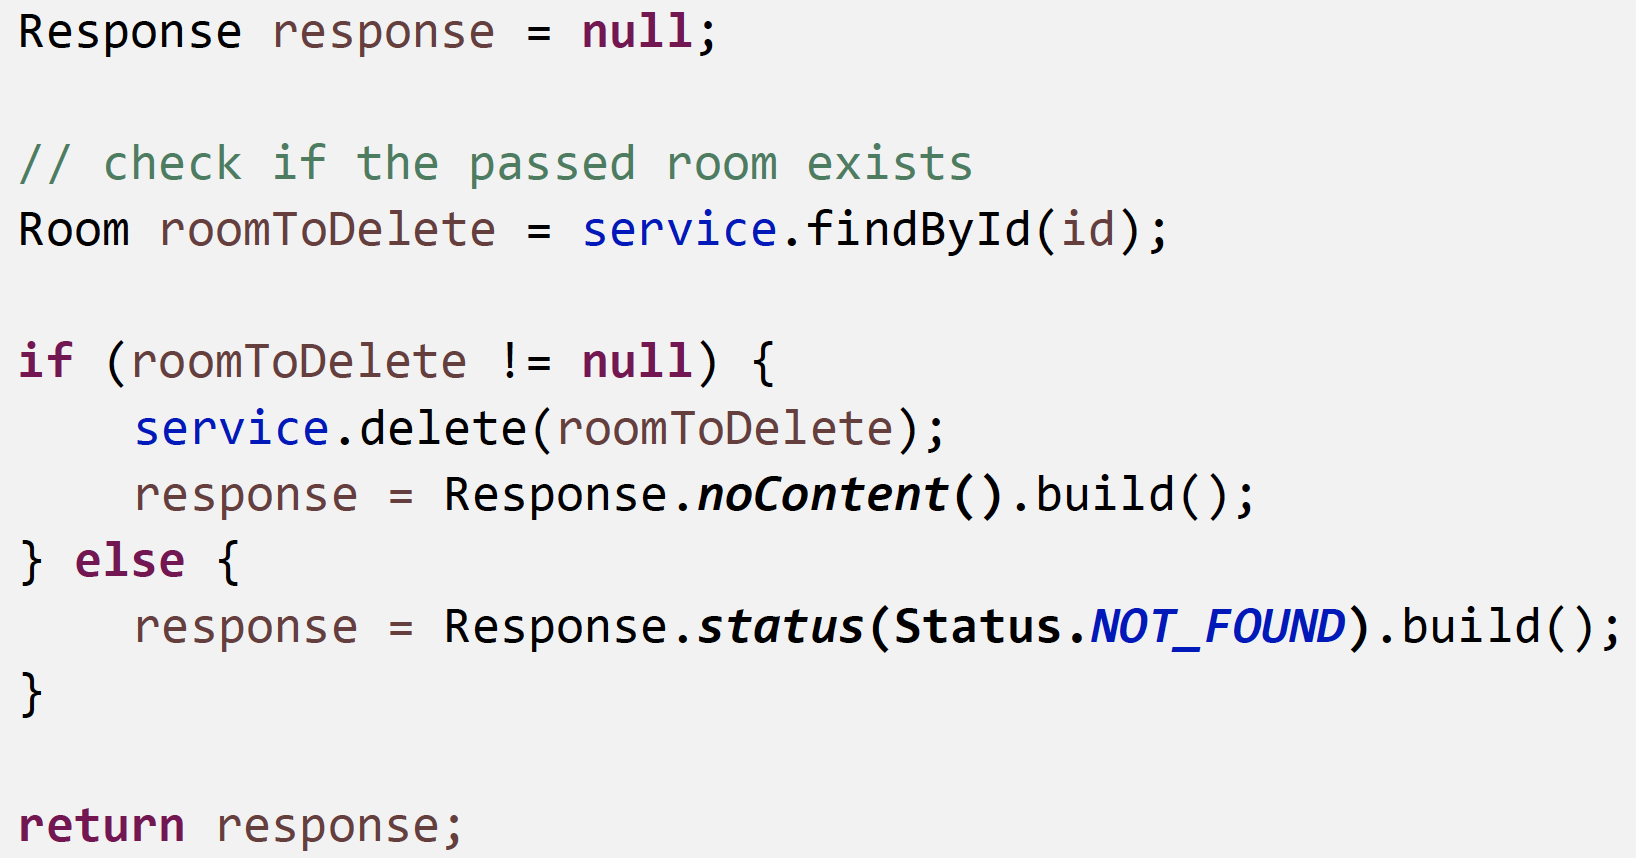 Response response = null;
// check if the passed room exists
Room roomToDelete = service.findById(id);
if (roomToDelete != null) {
    service.delete(roomToDelete);
    response = Response.noContent().build();
} else {
    response = Response.status(Status.NOT_FOUND).build();
}
return response;